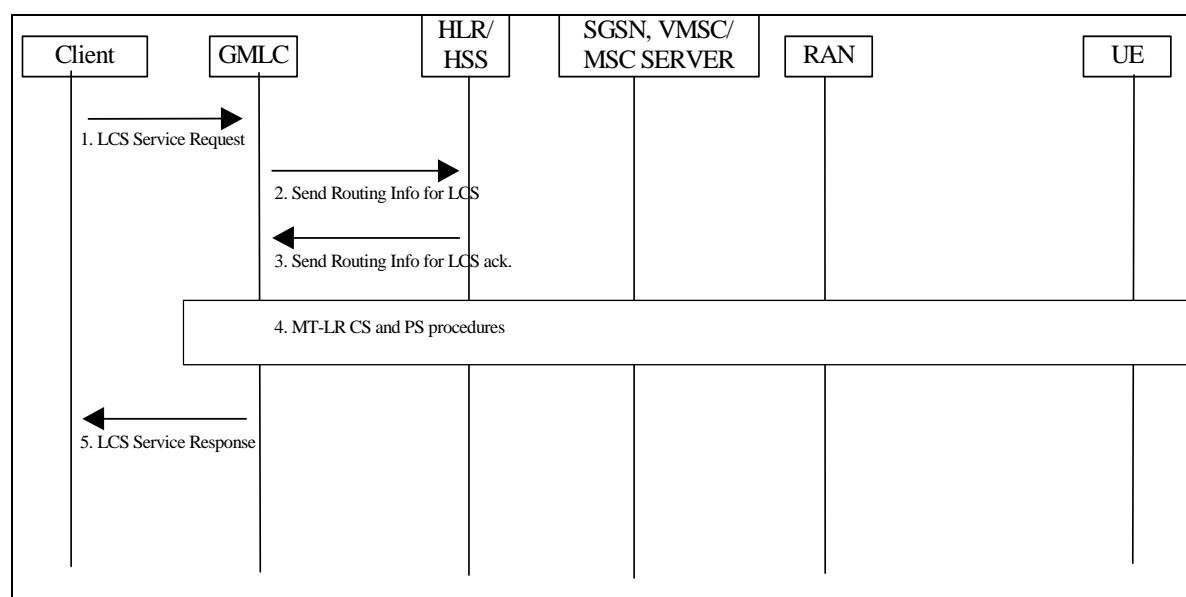 Client
GMLC
HLR/
HSS
SGSN, VMSC/
MSC SERVER
RAN
UE
1. LCS Service Request
2. Send Routing Info for LCS
3. Send Routing Info for LCS ack.
4. MT-LR CS and PS procedures
5. LCS Service Response